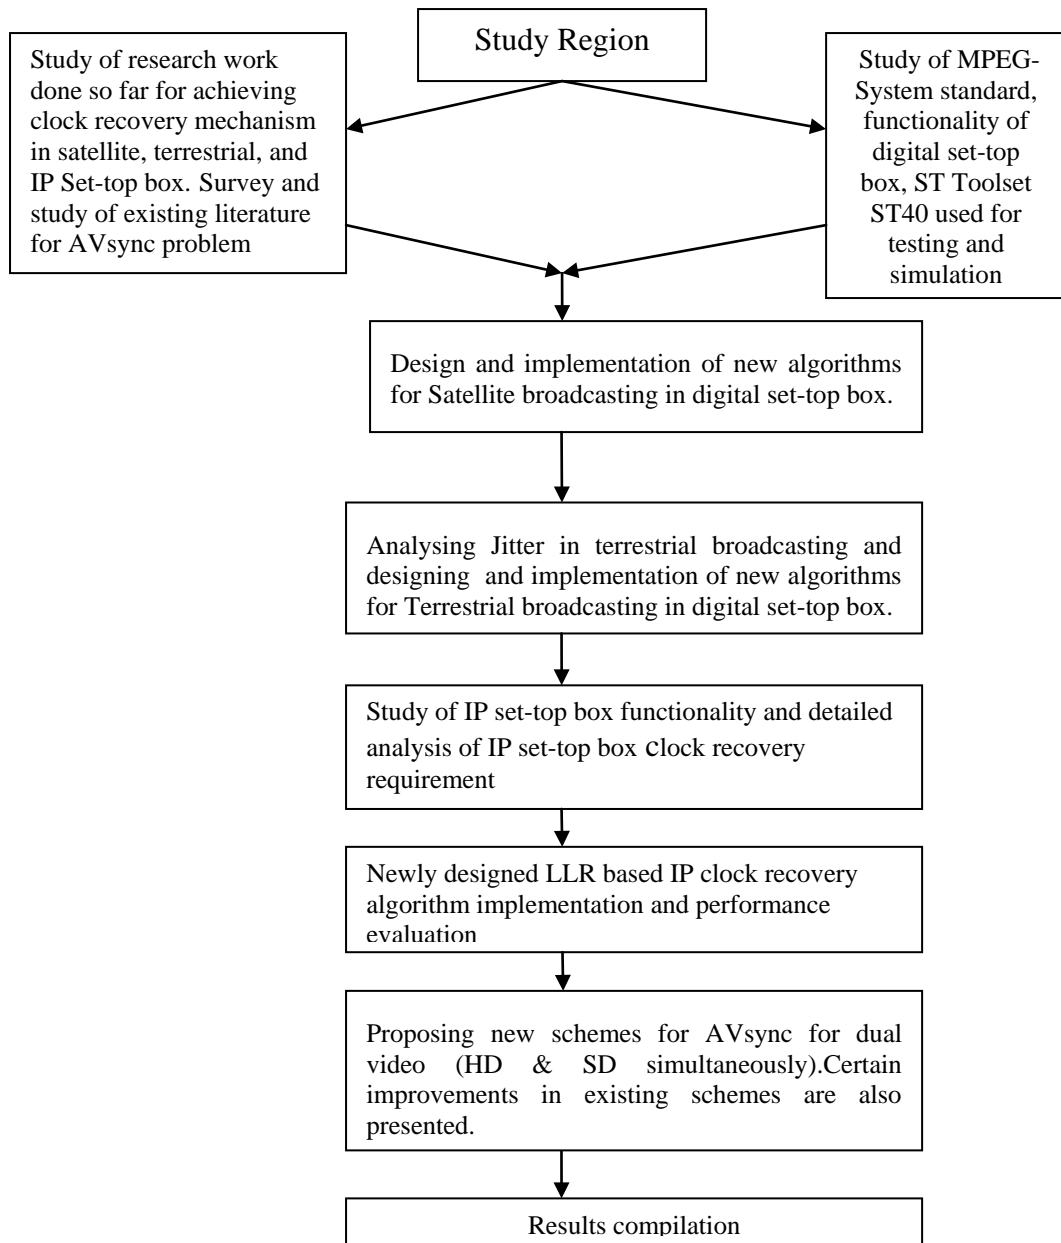 Study Region
Study of research work
done so far for achieving
clock recovery mechanism
in satellite, terrestrial, and
IP Set-top box. Survey and
study of existing literature
for AVsync problem
Study of MPEG-
System standard,
functionality of
digital set-top
box, ST Toolset
ST40 used for
testing and
simulation
Design and implementation of new algorithms
for Satellite broadcasting in digital set-top box.
Analysing Jitter in terrestrial broadcasting and
designing and implementation of new algorithms
for Terrestrial broadcasting in digital set-top box.
Study of IP set-top box functionality and detailed
analysis of IP set-top box clock recovery
requirement
Newly designed LLR based IP clock recovery
algorithm implementation and performance
evaluation
Proposing new schemes for AVsync for dual
video (HD & SD simultaneously).Certain
improvements in existing schemes are also
presented.
Results compilation